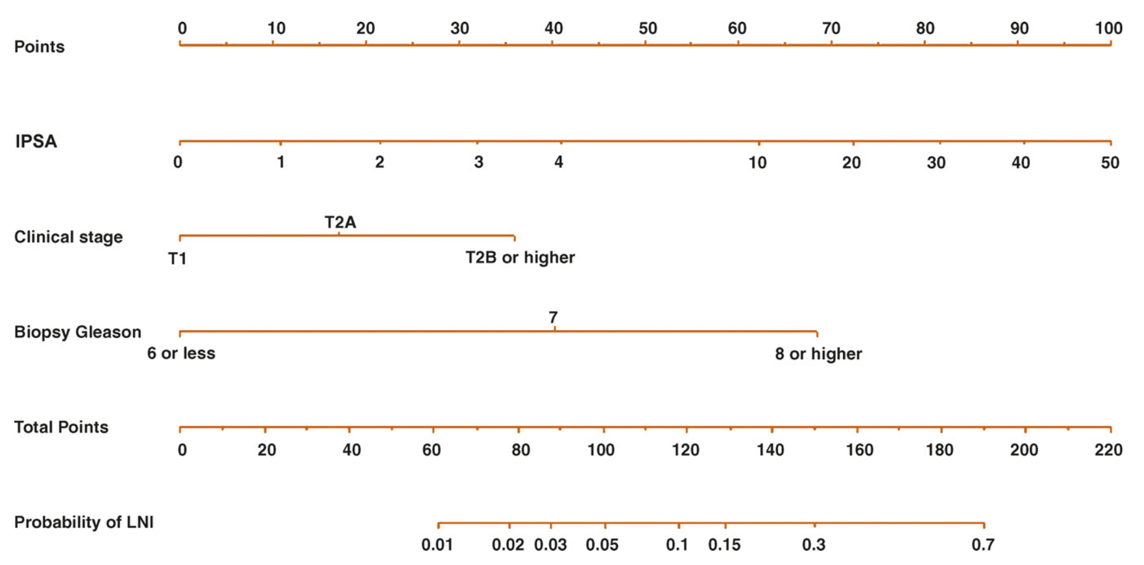 0 10 20 30 40 50 60 70 80 90 100
Points
IPSA
0 1 2 3 4 10 20 30 40 50
T2A
Clinical stage
T1 T2B or higher
7
Biopsy Gleason
6 or less 8 or higher
Total Points
0 20 40 60 80 100 120 140 160 180 200 220
Probability of LNI
0.01 0.02 0.03 0.05 0.1 0.15 0.3 0.7